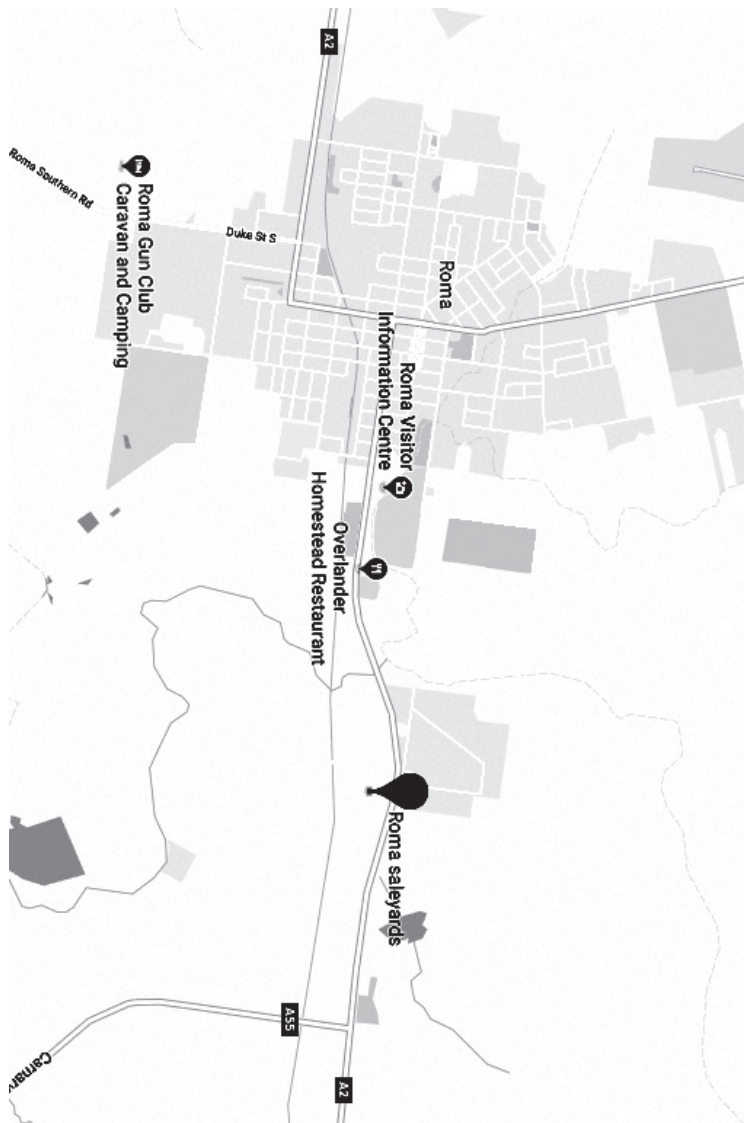 A2
Roma Southern Rd
Roma Gun Club
Caravan and Camping
Duke St S
Roma
Roma Visitor
Information Centre
Overlander
Homestead Restaurant
Roma saleyards
A55
A2
Carnarv